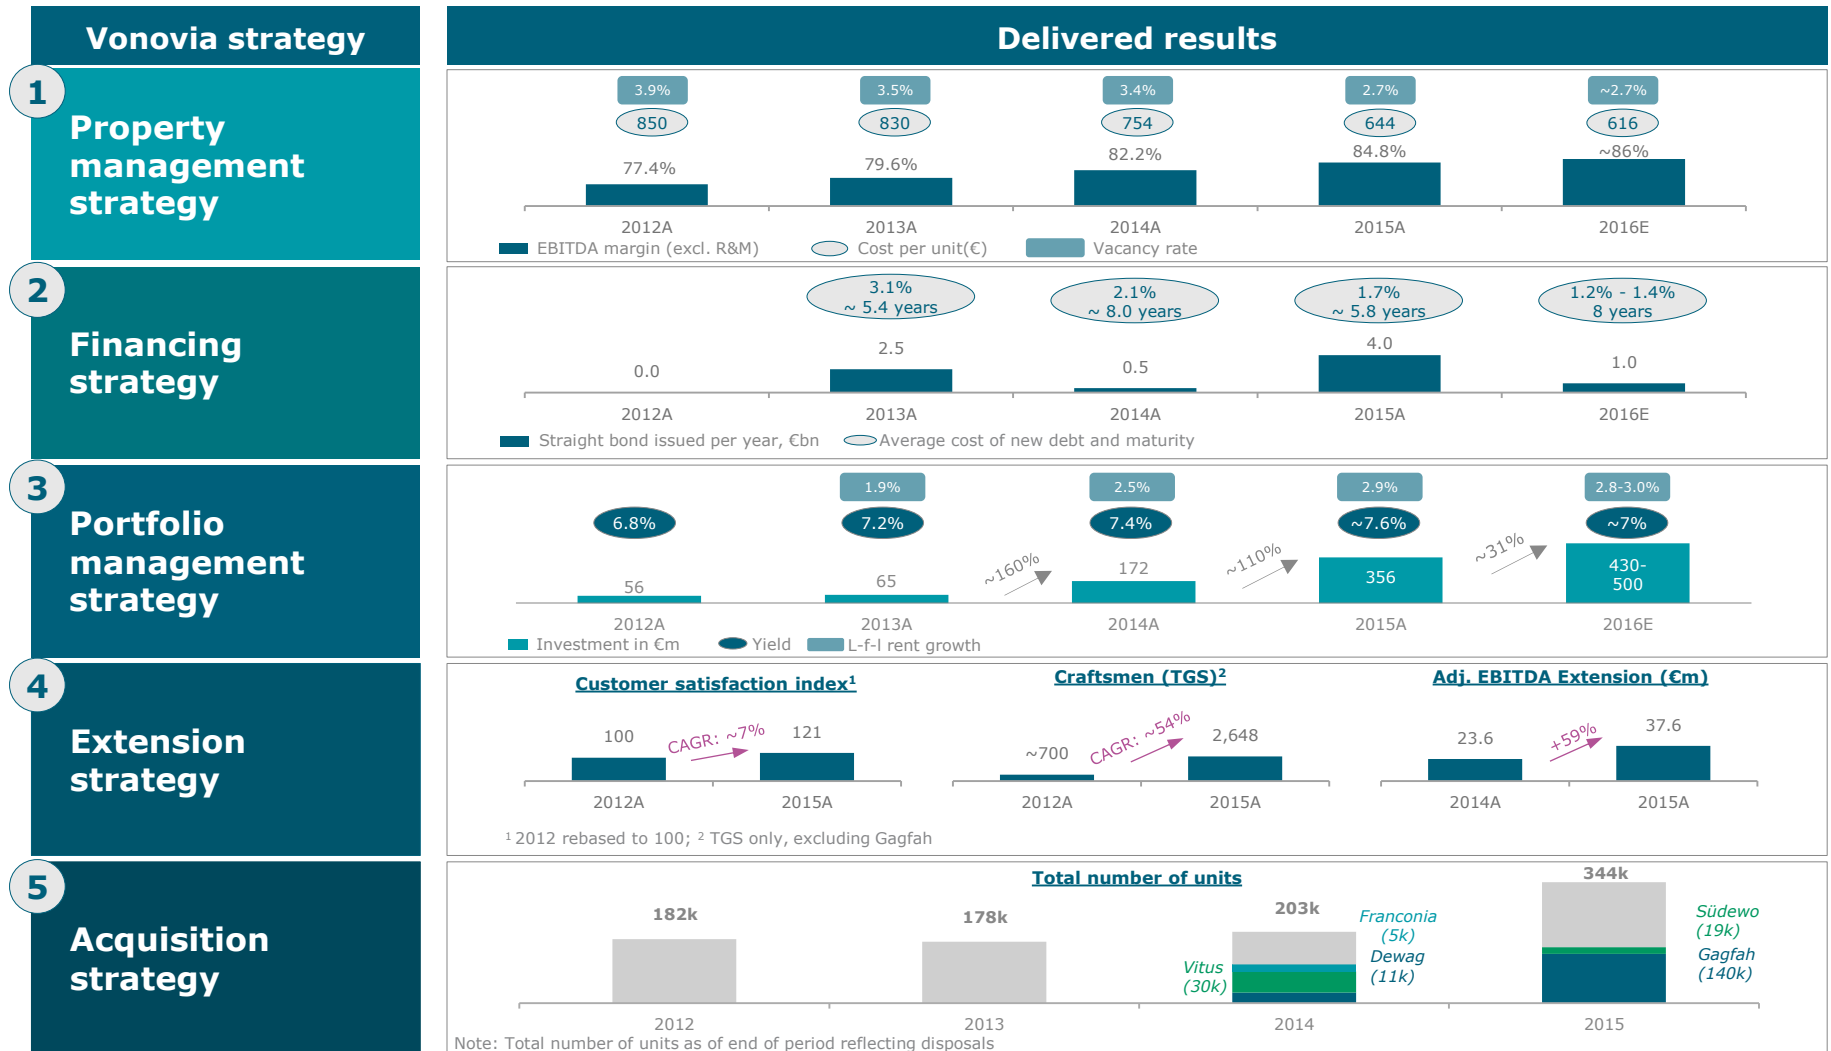 Vonovia strategy
Delivered results
1
Property
management
strategy
3.9%
3.5%
3.4%
2.7%
~2.7%
850
830
754
644
616
77.4%
79.6%
82.2%
84.8%
~86%
2012A
2013A
2014A
2015A
2016E
EBITDA margin (excl. R&M)
Cost per unit(€)
Vacancy rate
2
Financing
strategy
3.1%
~ 5.4 years
2.1%
~ 8.0 years
1.7%
~ 5.8 years
1.2% - 1.4%
8 years
0.0
2.5
0.5
4.0
1.0
2012A
2013A
2014A
2015A
2016E
Straight bond issued per year, €bn
Average cost of new debt and maturity
3
Portfolio
management
strategy
1.9%
2.5%
2.9%
2.8-3.0%
6.8%
7.2%
7.4%
~7.6%
~7%
56
65
~160%
172
~110%
356
~31%
430-
500
2012A
2013A
2014A
2015A
2016E
Investment in €m
Yield
L-f-l rent growth
4
Extension
strategy
Customer satisfaction index¹
100
CAGR: ~7%
121
2012A
2015A
Craftsmen (TGS)²
~700
CAGR: ~54%
2,648
2012A
2015A
Adj. EBITDA Extension (€m)
23.6
+59%
37.6
2014A
2015A
¹ 2012 rebased to 100; ² TGS only, excluding Gagfah
5
Acquisition
strategy
Total number of units
182k
178k
203k
344k
Vitus
(30k)
Franconia
(5k)
Dewag
(11k)
Südewo
(19k)
Gagfah
(140k)
2012
2013
2014
2015
Note: Total number of units as of end of period reflecting disposals